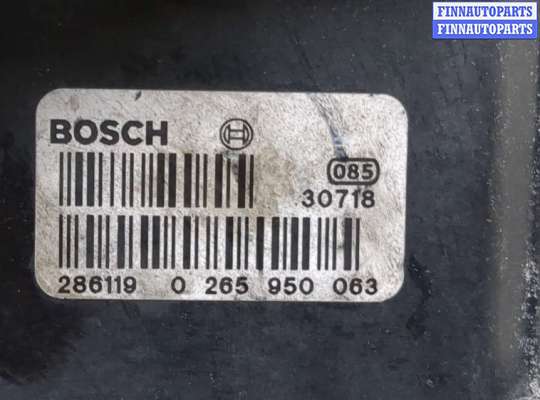 FINNAUTOPARTS
FINNAUTOPARTS
BOSCH
085
30718
286119 0 265 950 063